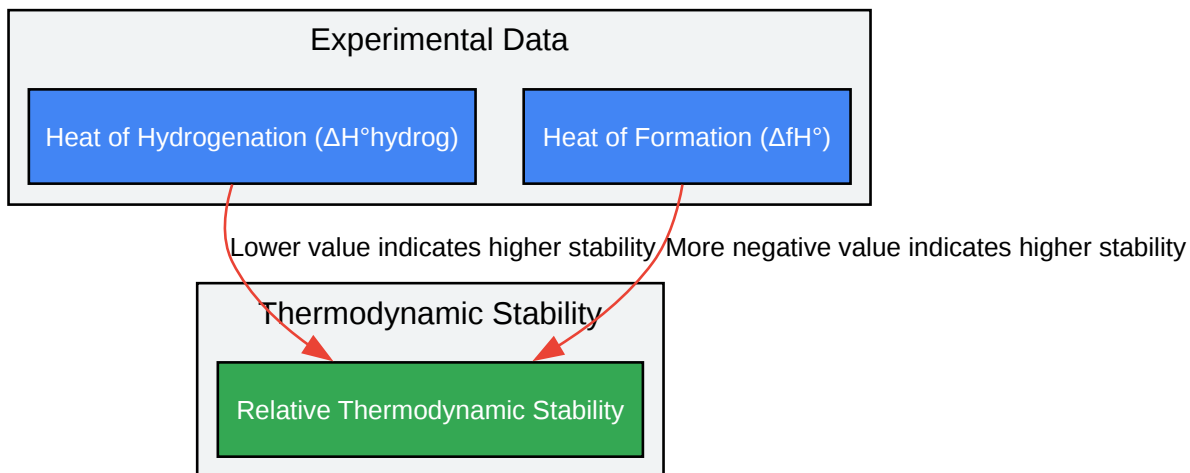 Experimental Data
Heat of Hydrogenation (ΔH°hydrog)
Heat of Formation (ΔfH°)
Lower value indicates higher stability
More negative value indicates higher stability
Thermodynamic Stability
Relative Thermodynamic Stability